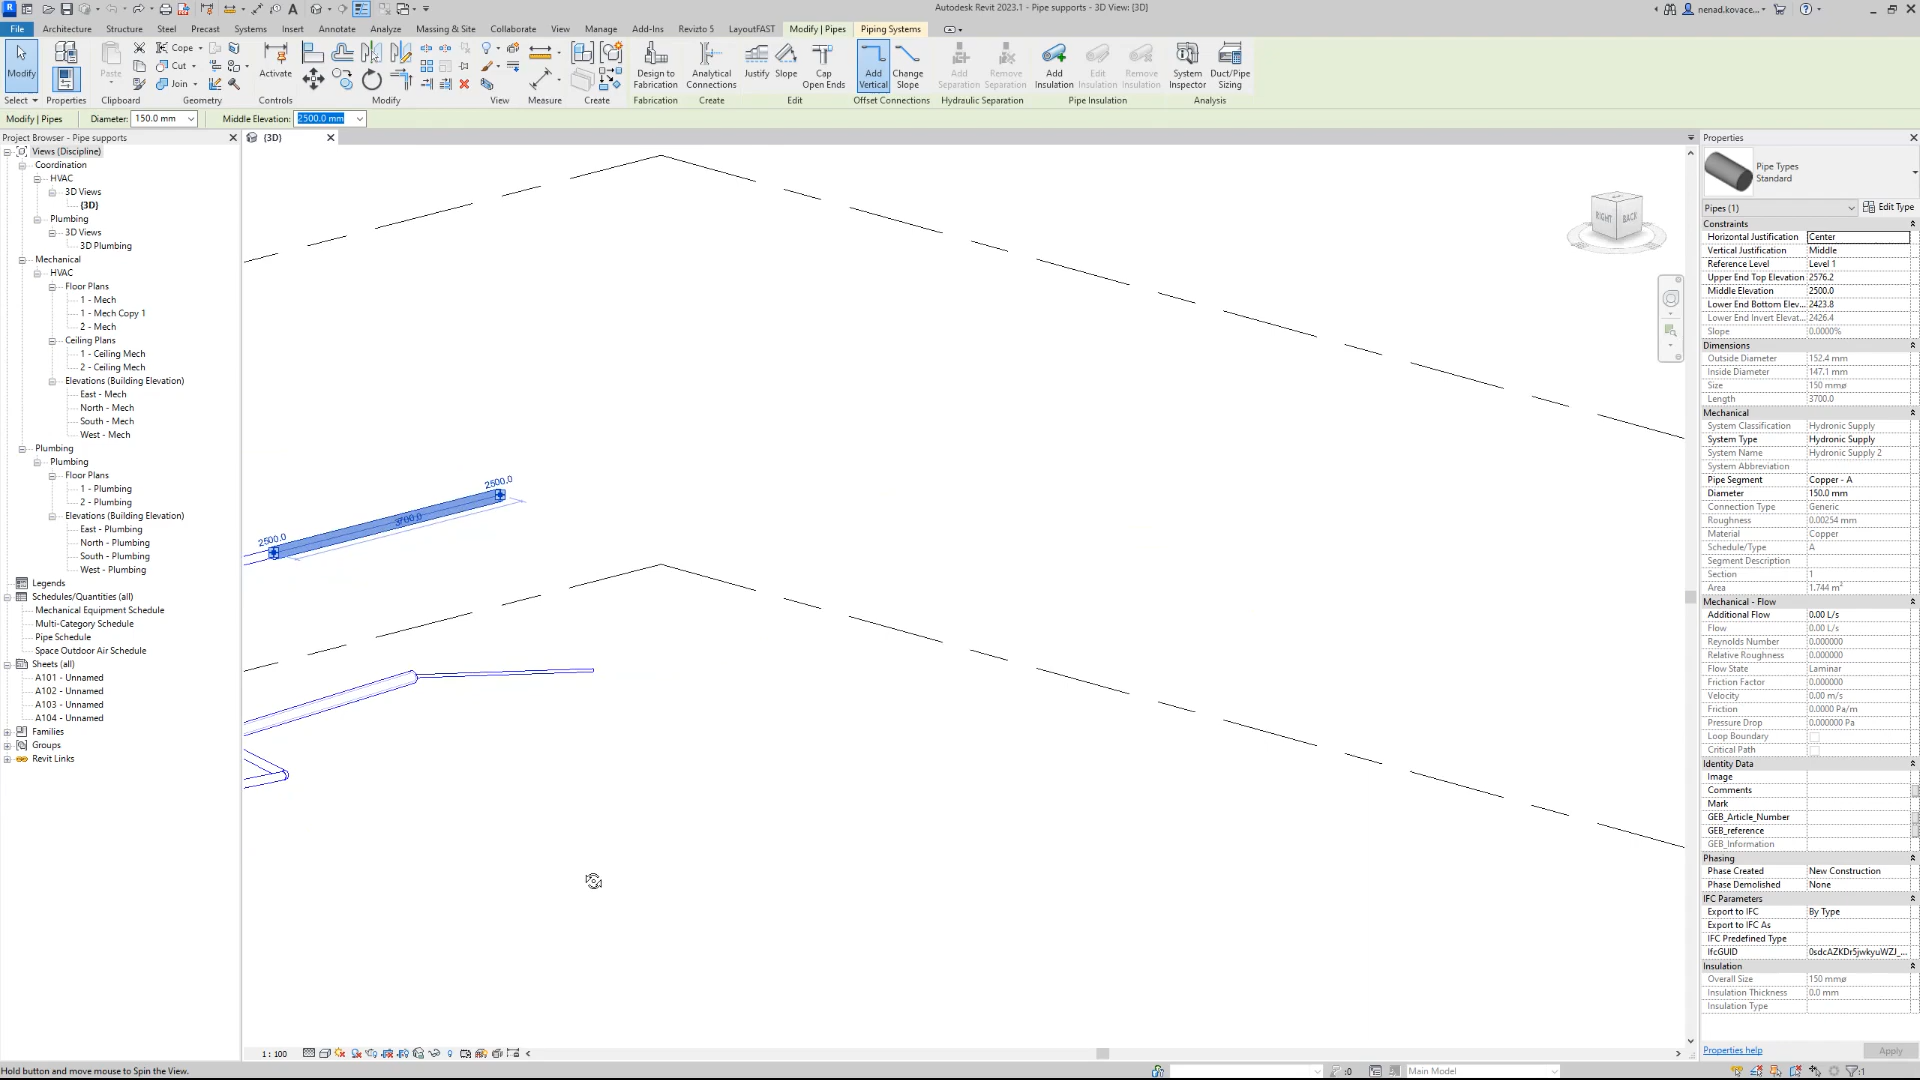 Autodesk Revit 2023.1 - Pipe supports - 3D View: {3D}
nenad.kovace...
File Architecture Structure Steel Precast Systems Insert Annotate Analyze Massing & Site Collaborate View Manage Add-Ins Revizto 5 LayoutFAST Modify | Pipes Piping Systems
Cope
Cut
Join
Modify Paste Activate Design to Fabrication Analytical Connections Justify Slope Cap Open Ends Add Vertical Change Slope Add Separation Remove Separation Add Insulation Edit Insulation Remove Insulation System Inspector Duct/Pipe Sizing
Select Properties Clipboard Geometry Controls Modify View Measure Create Fabrication Create Edit Offset Connections Hydraulic Separation Pipe Insulation Analysis
Modify | Pipes Diameter: 150.0 mm Middle Elevation: 2500.0 mm
Project Browser - Pipe supports
{3D}
Views (Discipline)
Coordination
HVAC
3D Views
{3D}
Plumbing
3D Views
3D Plumbing
Mechanical
HVAC
Floor Plans
1 - Mech
1 - Mech Copy 1
2 - Mech
Ceiling Plans
1 - Ceiling Mech
2 - Ceiling Mech
Elevations (Building Elevation)
East - Mech
North - Mech
South - Mech
West - Mech
Plumbing
Plumbing
Floor Plans
1 - Plumbing
2 - Plumbing
Elevations (Building Elevation)
East - Plumbing
North - Plumbing
South - Plumbing
West - Plumbing
Legends
Schedules/Quantities (all)
Mechanical Equipment Schedule
Multi-Category Schedule
Pipe Schedule
Space Outdoor Air Schedule
Sheets (all)
A101 - Unnamed
A102 - Unnamed
A103 - Unnamed
A104 - Unnamed
Families
Groups
Revit Links
2500.0
3700.0
2500.0
RIGHT BACK
Properties
Pipe Types
Standard
Pipes (1) Edit Type
Constraints
Horizontal Justification Center
Vertical Justification Middle
Reference Level Level 1
Upper End Top Elevation 2576.2
Middle Elevation 2500.0
Lower End Bottom Elev... 2423.8
Lower End Invert Elevat... 2426.4
Slope 0.0000%
Dimensions
Outside Diameter 152.4 mm
Inside Diameter 147.1 mm
Size 150 mmø
Length 3700.0
Mechanical
System Classification Hydronic Supply
System Type Hydronic Supply
System Name Hydronic Supply 2
System Abbreviation
Pipe Segment Copper - A
Diameter 150.0 mm
Connection Type Generic
Roughness 0.00254 mm
Material Copper
Schedule/Type A
Segment Description
Section 1
Area 1.744 m²
Mechanical - Flow
Additional Flow 0.00 L/s
Flow 0.00 L/s
Reynolds Number 0.000000
Relative Roughness 0.000000
Flow State Laminar
Friction Factor 0.000000
Velocity 0.00 m/s
Friction 0.0000 Pa/m
Pressure Drop 0.000000 Pa
Loop Boundary
Critical Path
Identity Data
Image
Comments
Mark
GEB_Article_Number
GEB_reference
GEB_Information
Phasing
Phase Created New Construction
Phase Demolished None
IFC Parameters
Export to IFC By Type
Export to IFC As
IFC Predefined Type
IfcGUID 0sdcAZKDr5jwkyuWZJ_...
Insulation
Overall Size 150 mmø
Insulation Thickness 0.0 mm
Insulation Type
Properties help Apply
1 : 100
Hold button and move mouse to Spin the View.
:0 Main Model :1